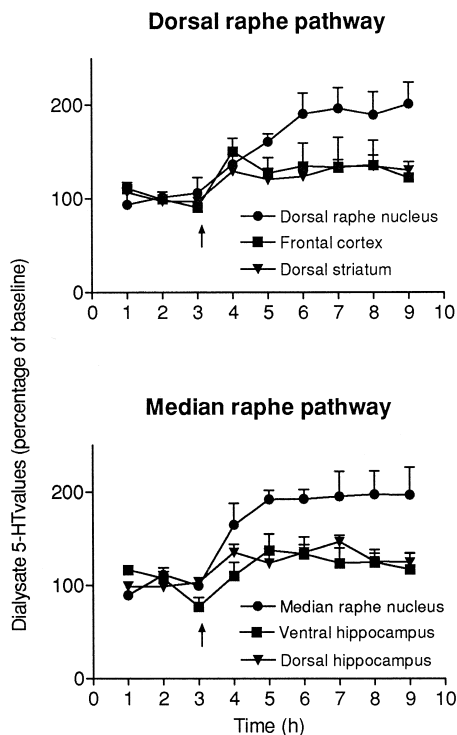 Dorsal raphe pathway
200
100
0
Dorsal raphe nucleus
Frontal cortex
Dorsal striatum
0 1 2 3 4 5 6 7 8 9 10
Dialysate 5-HTvalues (percentage of baseline)
Median raphe pathway
200
100
0
Median raphe nucleus
Ventral hippocampus
Dorsal hippocampus
0 1 2 3 4 5 6 7 8 9 10
Time (h)